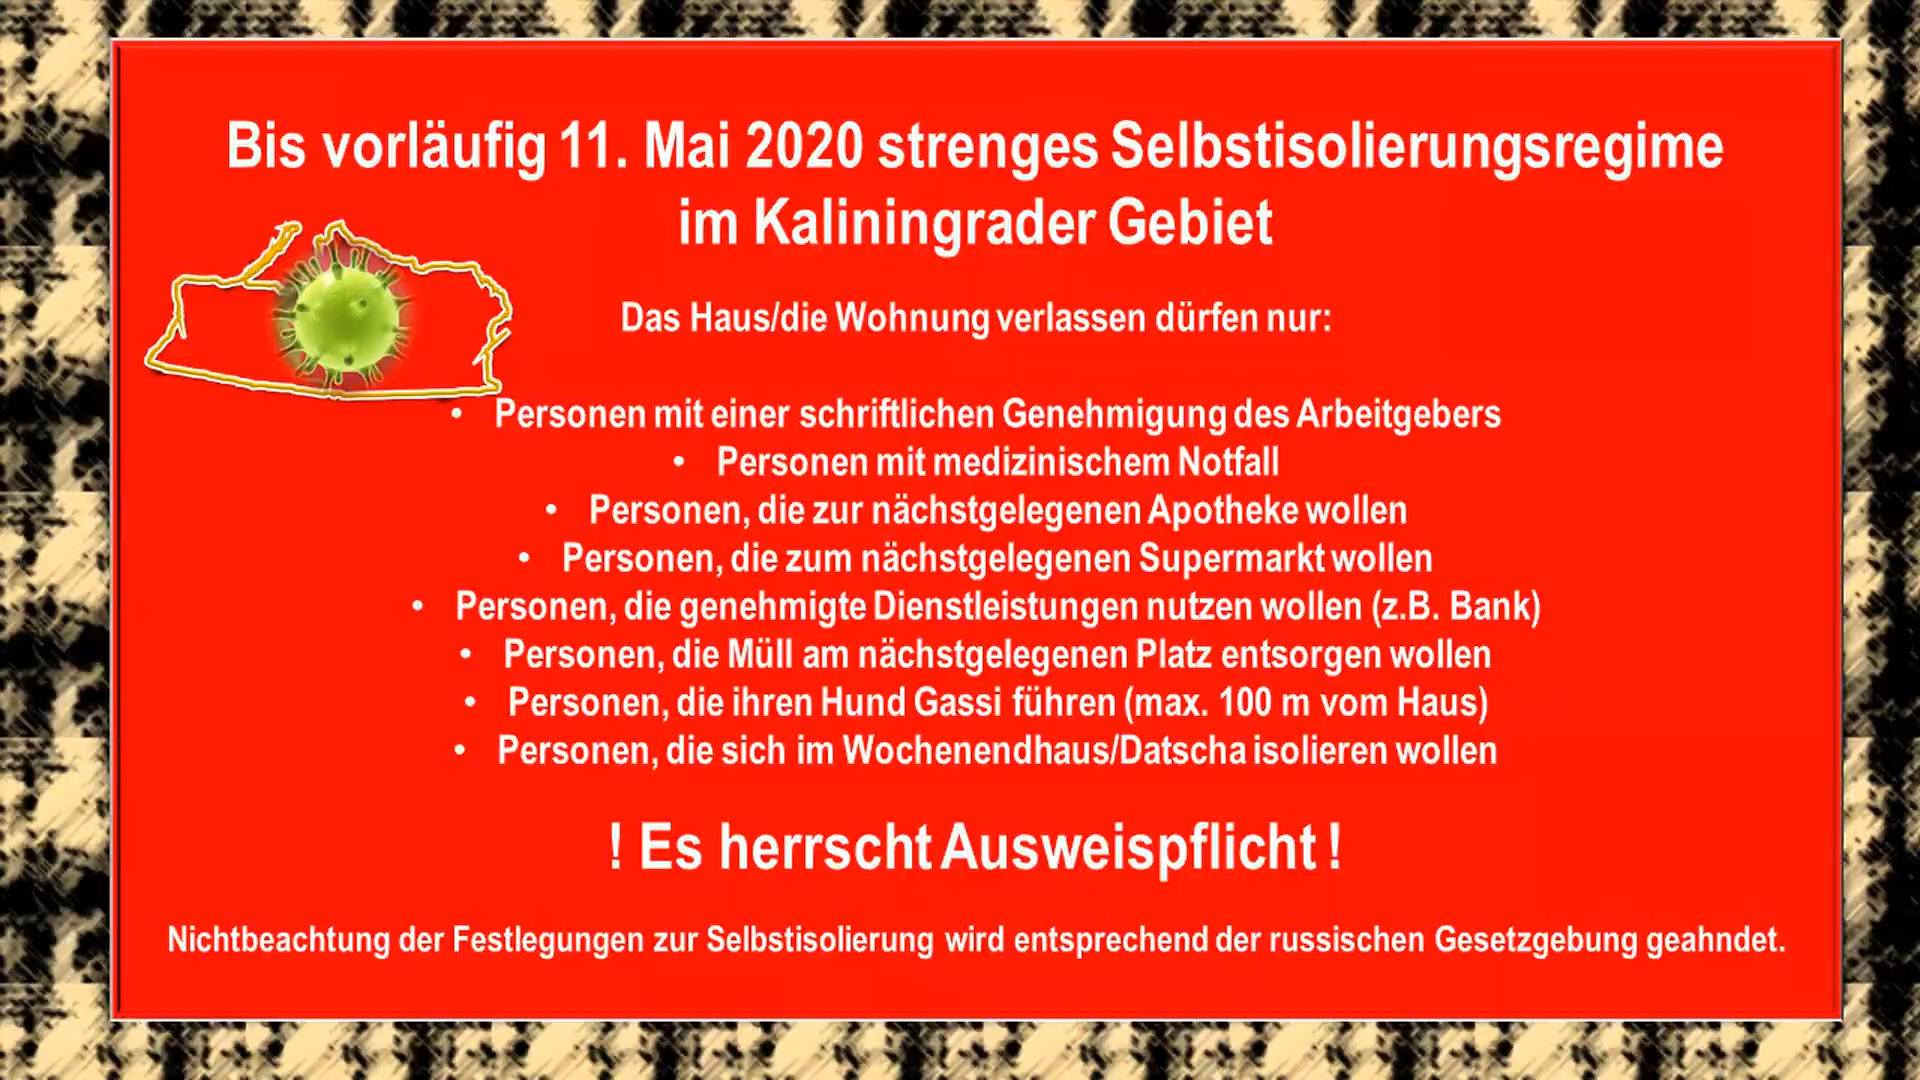 Bis vorläufig 11. Mai 2020 strenges Selbstisolierungsregime
im Kaliningrader Gebiet
Das Haus/die Wohnung verlassen dürfen nur:
• Personen mit einer schriftlichen Genehmigung des Arbeitgebers
• Personen mit medizinischem Notfall
• Personen, die zur nächstgelegenen Apotheke wollen
• Personen, die zum nächstgelegenen Supermarkt wollen
• Personen, die genehmigte Dienstleistungen nutzen wollen (z.B. Bank)
• Personen, die Müll am nächstgelegenen Platz entsorgen wollen
• Personen, die ihren Hund Gassi führen (max. 100 m vom Haus)
• Personen, die sich im Wochenendhaus/Datscha isolieren wollen
! Es herrscht Ausweispflicht !
Nichtbeachtung der Festlegungen zur Selbstisolierung wird entsprechend der russischen Gesetzgebung geahndet.